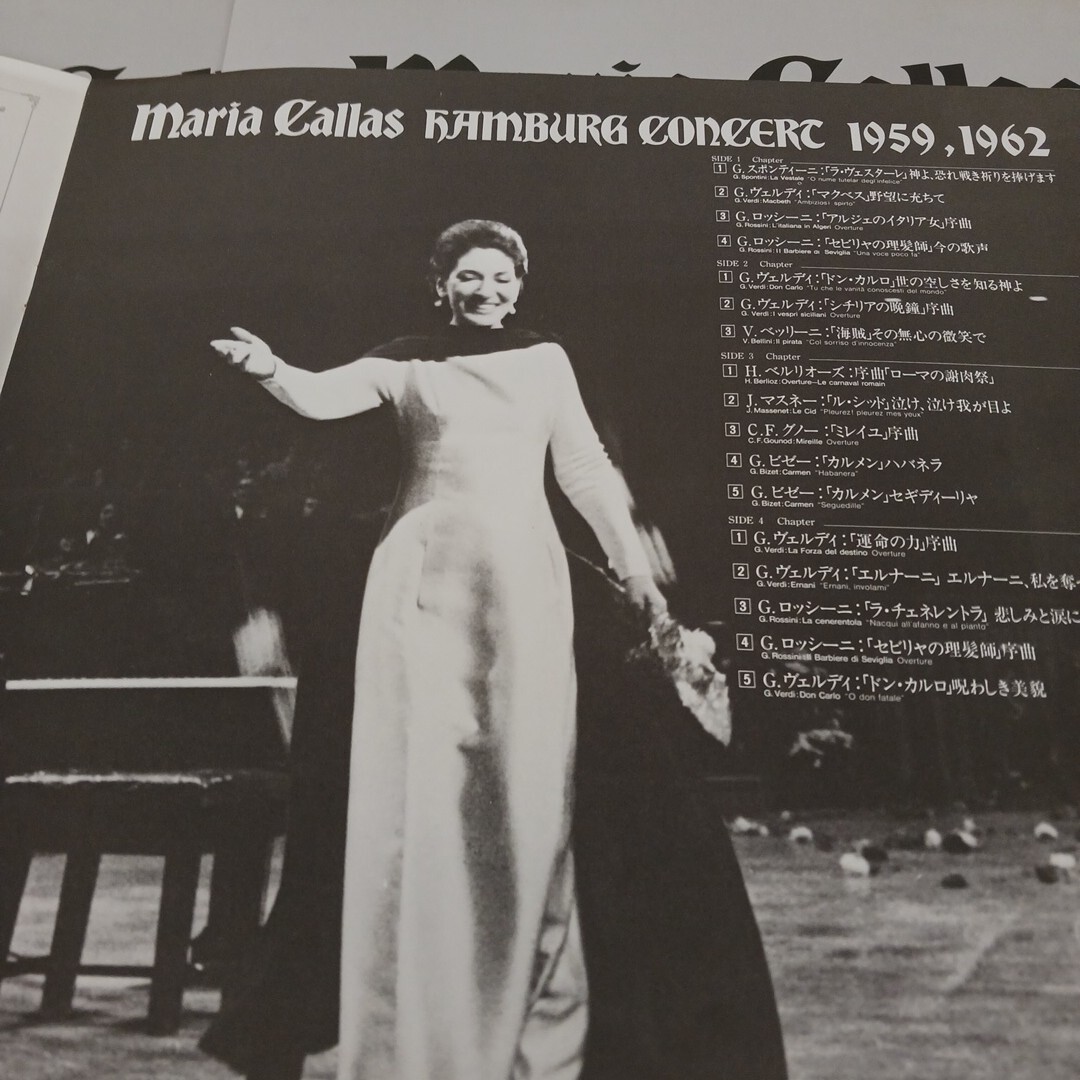 Maria Callas HAMBURG CONCERT 1959,1962
SIDE 1 Chapter
1 G. スポンティーニ:「ラ・ヴェスターレ」神よ、恐れ戦き祈りを捧げます
G. Spontini: La Vestale "O nume tutelar degl'infelice"
2 G. ヴェルディ:「マクベス」野望に充ちて
G. Verdi: Macbeth "Ambiziosi spirto"
3 G. ロッシーニ:「アルジェのイタリア女」序曲
G. Rossini: L'italiana in Algeri Overture
4 G. ロッシーニ:「セビリャの理髪師」今の歌声
G. Rossini: Il Barbiere di Seviglia "Una voce poco fa"
SIDE 2 Chapter
1 G. ヴェルディ:「ドン・カルロ」世の空しさを知る神よ
G. Verdi: Don Carlo "Tu che le vanità conoscesti del mondo"
2 G. ヴェルディ:「シチリアの晩鐘」序曲
G. Verdi: I vespri siciliani Overture
3 V. ベッリーニ:「海賊」その無心の微笑で
V. Bellini: Il pirata "Col sorriso d'innocenza"
SIDE 3 Chapter
1 H. ベルリオーズ:序曲「ローマの謝肉祭」
H. Berlioz: Overture—Le carnaval romain
2 J. マスネー:「ル・シッド」泣け、泣け我が目よ
J. Massenet: Le Cid "Pleurez! pleurez mes yeux"
3 C.F. グノー:「ミレイユ」序曲
C.F. Gounod: Mireille Overture
4 G. ビゼー:「カルメン」ハバネラ
G. Bizet: Carmen "Habanera"
5 G. ビゼー:「カルメン」セギディーリャ
G. Bizet: Carmen "Seguedille"
SIDE 4 Chapter
1 G. ヴェルディ:「運命の力」序曲
G. Verdi: La Forza del destino Overture
2 G. ヴェルディ:「エルナーニ」 エルナーニ、私を奪
G. Verdi: Ernani "Ernani, involami"
3 G. ロッシーニ:「ラ・チェネレントラ」 悲しみと涙に
G. Rossini: La cenerentola "Nacqui all'afanno e al pianto"
4 G. ロッシーニ:「セビリャの理髪師」序曲
G. Rossini: Il Barbiere di Seviglia Overture
5 G. ヴェルディ:「ドン・カルロ」呪わしき美貌
G. Verdi: Don Carlo "O don fatale"